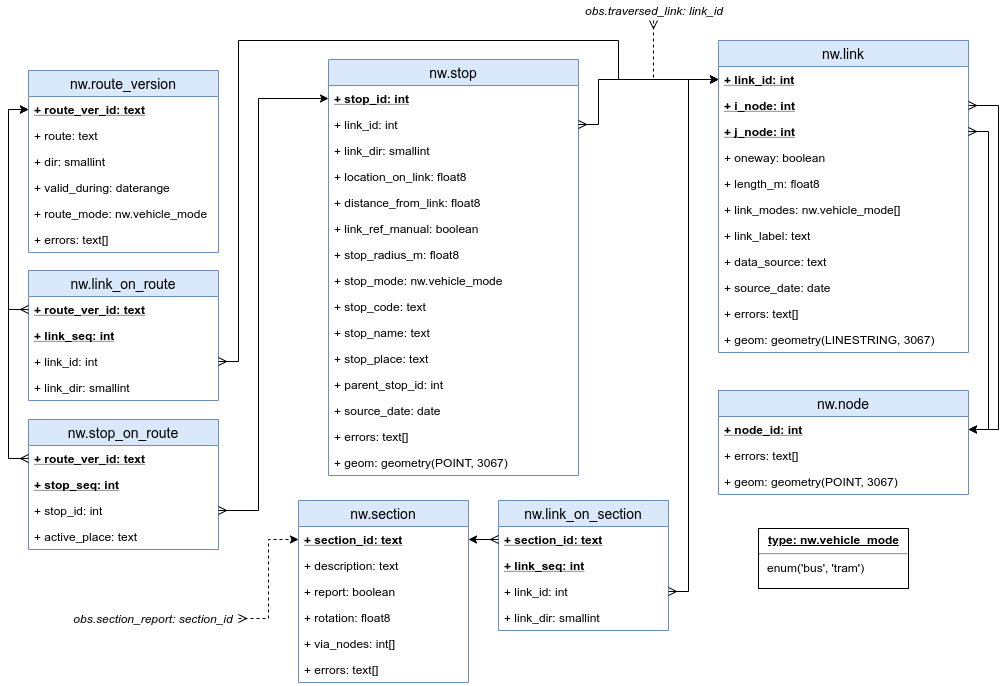 obs.traversed_link: link_id
nw.route_version
+ route_ver_id: text
+ route: text
+ dir: smallint
+ valid_during: daterange
+ route_mode: nw.vehicle_mode
+ errors: text[]
nw.link_on_route
+ route_ver_id: text
+ link_seq: int
+ link_id: int
+ link_dir: smallint
nw.stop_on_route
+ route_ver_id: text
+ stop_seq: int
+ stop_id: int
+ active_place: text
nw.stop
+ stop_id: int
+ link_id: int
+ link_dir: smallint
+ location_on_link: float8
+ distance_from_link: float8
+ link_ref_manual: boolean
+ stop_radius_m: float8
+ stop_mode: nw.vehicle_mode
+ stop_code: text
+ stop_name: text
+ stop_place: text
+ parent_stop_id: int
+ source_date: date
+ errors: text[]
+ geom: geometry(POINT, 3067)
nw.link
+ link_id: int
+ i_node: int
+ j_node: int
+ oneway: boolean
+ length_m: float8
+ link_modes: nw.vehicle_mode[]
+ link_label: text
+ data_source: text
+ source_date: date
+ errors: text[]
+ geom: geometry(LINESTRING, 3067)
nw.node
+ node_id: int
+ errors: text[]
+ geom: geometry(POINT, 3067)
nw.section
+ section_id: text
+ description: text
+ report: boolean
+ rotation: float8
+ via_nodes: int[]
+ errors: text[]
nw.link_on_section
+ section_id: text
+ link_seq: int
+ link_id: int
+ link_dir: smallint
type: nw.vehicle_mode
enum('bus', 'tram')
obs.section_report: section_id